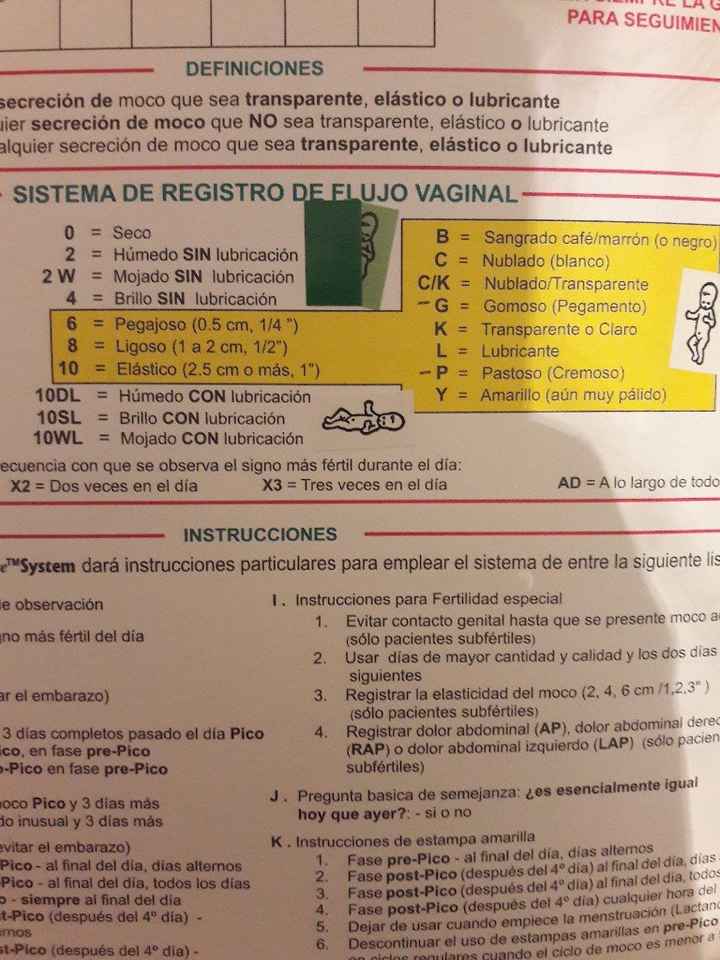 PARA SEGUIMIEN
DEFINICIONES
secreción de moco que sea transparente, elástico o lubricante
uier secreción de moco que NO sea transparente, elástico o lubricante
alquier secreción de moco que sea transparente, elástico o lubricante
SISTEMA DE REGISTRO DE FLUJO VAGINAL
0 = Seco
2 = Húmedo SIN lubricación
2 W = Mojado SIN lubricación
4 = Brillo SIN lubricación
6 = Pegajoso (0.5 cm, 1/4 ")
8 = Ligoso (1 a 2 cm, 1/2")
10 = Elástico (2.5 cm o más, 1")
10DL = Húmedo CON lubricación
10SL = Brillo CON lubricación
10WL = Mojado CON lubricación
B = Sangrado café/marrón (o negro)
C = Nublado (blanco)
C/K = Nublado/Transparente
G = Gomoso (Pegamento)
K = Transparente o Claro
L = Lubricante
P = Pastoso (Cremoso)
Y = Amarillo (aún muy pálido)
ecuencia con que se observa el signo más fértil durante el día:
X2 = Dos veces en el día X3 = Tres veces en el día AD = A lo largo de todo
INSTRUCCIONES
e™System dará instrucciones particulares para emplear el sistema de entre la siguiente lis
e observación
no más fértil del día
ar el embarazo)
3 días completos pasado el día Pico
ico, en fase pre-Pico
o-Pico en fase pre-Pico
moco Pico y 3 días más
do inusual y 3 días más
evitar el embarazo)
Pico - al final del día, días alternos
-Pico - al final del día, todos los días
o - siempre al final del día
t-Pico (después del 4º día) -
rnos
st-Pico (después del 4º día) -
I . Instrucciones para Fertilidad especial
1. Evitar contacto genital hasta que se presente moco a
(sólo pacientes subfértiles)
2. Usar días de mayor cantidad y calidad y los dos días
siguientes
3. Registrar la elasticidad del moco (2, 4, 6 cm /1,2,3" )
(sólo pacientes subfértiles)
4. Registrar dolor abdominal (AP), dolor abdominal derec
(RAP) o dolor abdominal izquierdo (LAP) (sólo pacien
subfértiles)
J . Pregunta basica de semejanza: ¿es esencialmente igual
hoy que ayer?: - si o no
K . Instrucciones de estampa amarilla
1. Fase pre-Pico - al final del día, días alternos
2. Fase post-Pico (después del 4º día) al final del día, días
3. Fase post-Pico (después del 4º día) al final del día, todos
4. Fase post-Pico (después del 4º día) cualquier hora del
5. Dejar de usar cuando empiece la menstruación (Lactanc
6. Descontinuar el uso de estampas amarillas en pre-Pico
en ciclos regulares cuando el ciclo de moco es menor a